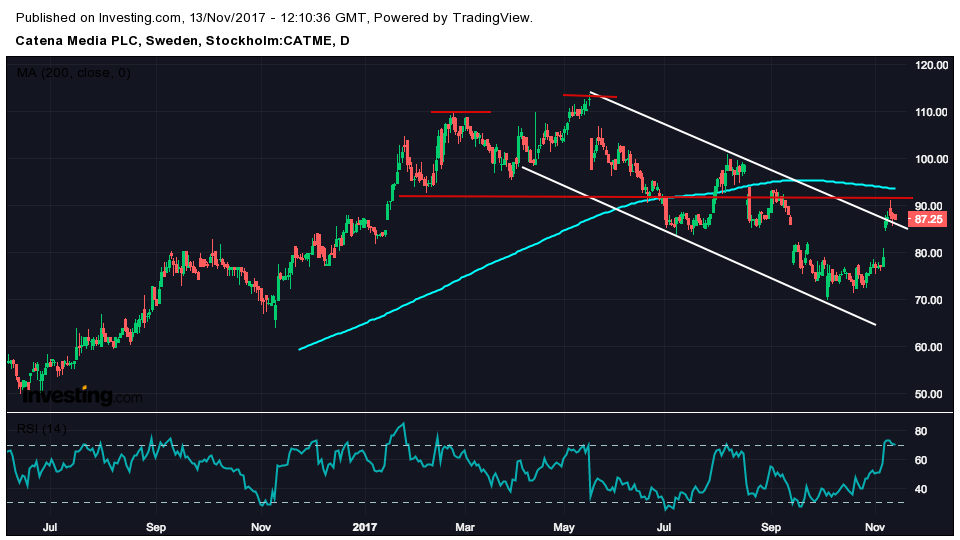 Published on Investing.com, 13/Nov/2017 - 12:10:36 GMT, Powered by TradingView.
Catena Media PLC, Sweden, Stockholm:CATME, D
MA (200, close, 0)
120.00
110.00
100.00
90.00
87.25
80.00
70.00
60.00
50.00
Investing.com
RSI (14)
80
60
40
Jul Sep Nov 2017 Mar May Jul Sep Nov